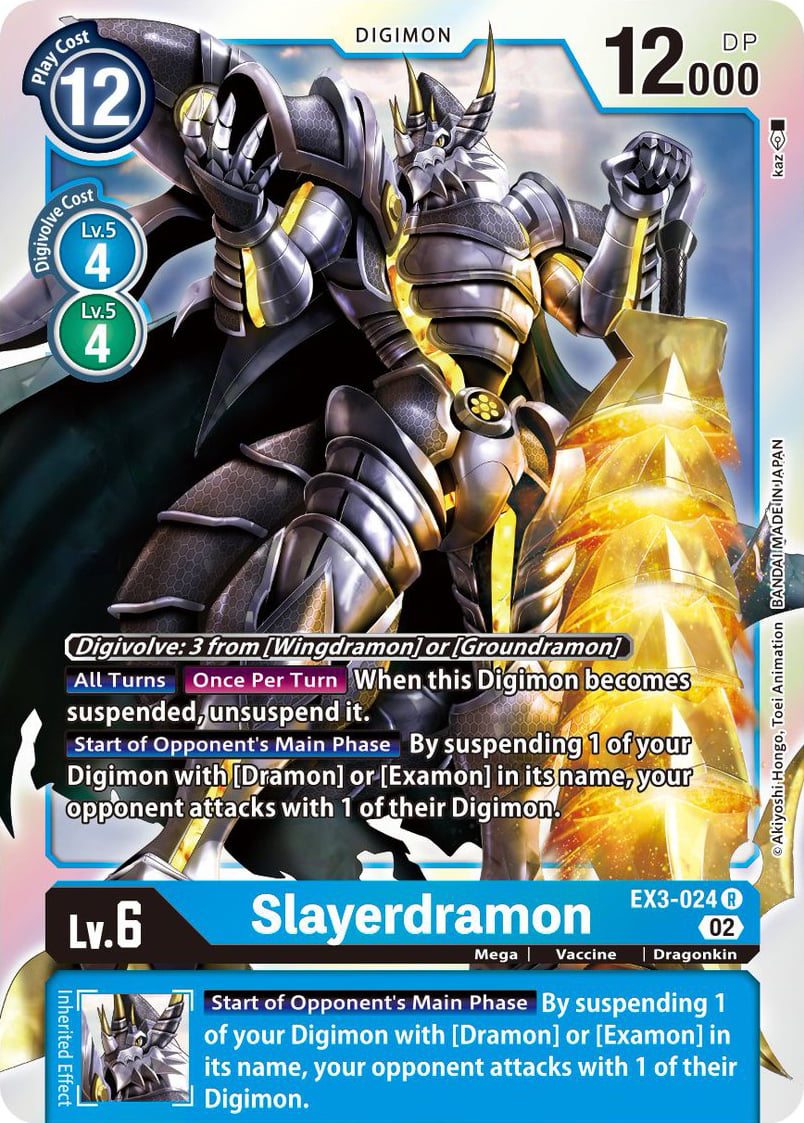 DIGIMON
Play Cost
12
12000
DP
kaz
Digivolve Cost
Lv.5
4
Lv.5
4
Digivolve: 3 from [Wingdramon] or [Groundramon]
All Turns Once Per Turn When this Digimon becomes
suspended, unsuspend it.
Start of Opponent's Main Phase By suspending 1 of your
Digimon with [Dramon] or [Examon] in its name, your
opponent attacks with 1 of their Digimon.
© Akiyoshi Hongo, Toei Animation BANDAI MADE IN JAPAN
Lv.6
Slayerdramon
EX3-024 R
02
Mega | Vaccine | Dragonkin
Inherited Effect
Start of Opponent's Main Phase By suspending 1
of your Digimon with [Dramon] or [Examon] in
its name, your opponent attacks with 1 of their
Digimon.